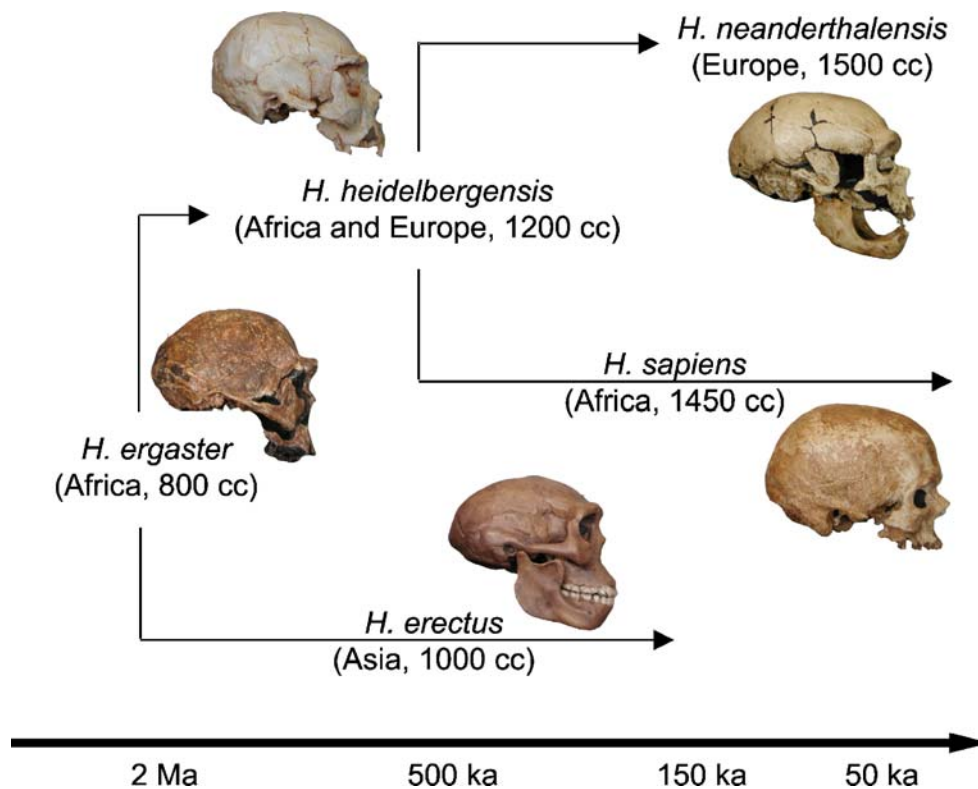 H. neanderthalensis
(Europe, 1500 cc)
H. heidelbergensis
(Africa and Europe, 1200 cc)
H. sapiens
(Africa, 1450 cc)
H. ergaster
(Africa, 800 cc)
H. erectus
(Asia, 1000 cc)
2 Ma 500 ka 150 ka 50 ka